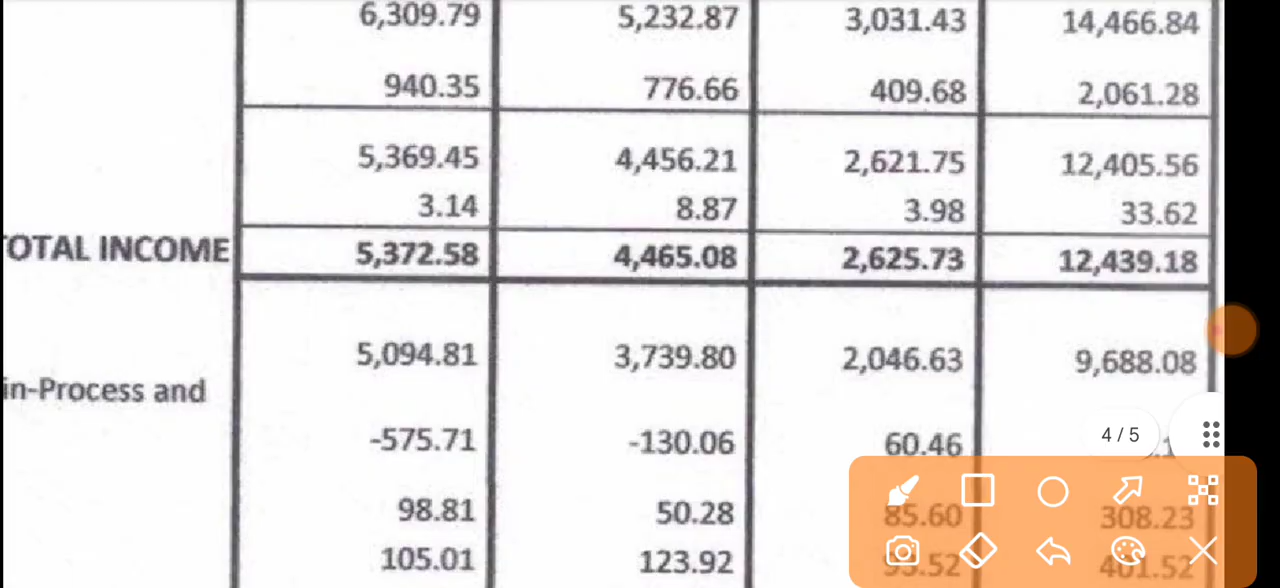 6,309.79 5,232.87 3,031.43 14,466.84
940.35 776.66 409.68 2,061.28
5,369.45 4,456.21 2,621.75 12,405.56
3.14 8.87 3.98 33.62
OTAL INCOME 5,372.58 4,465.08 2,625.73 12,439.18
5,094.81 3,739.80 2,046.63 9,688.08
in-Process and
4/5
-575.71 -130.06 60.46
98.81 50.28 85.60 308.23
105.01 123.92 401.52